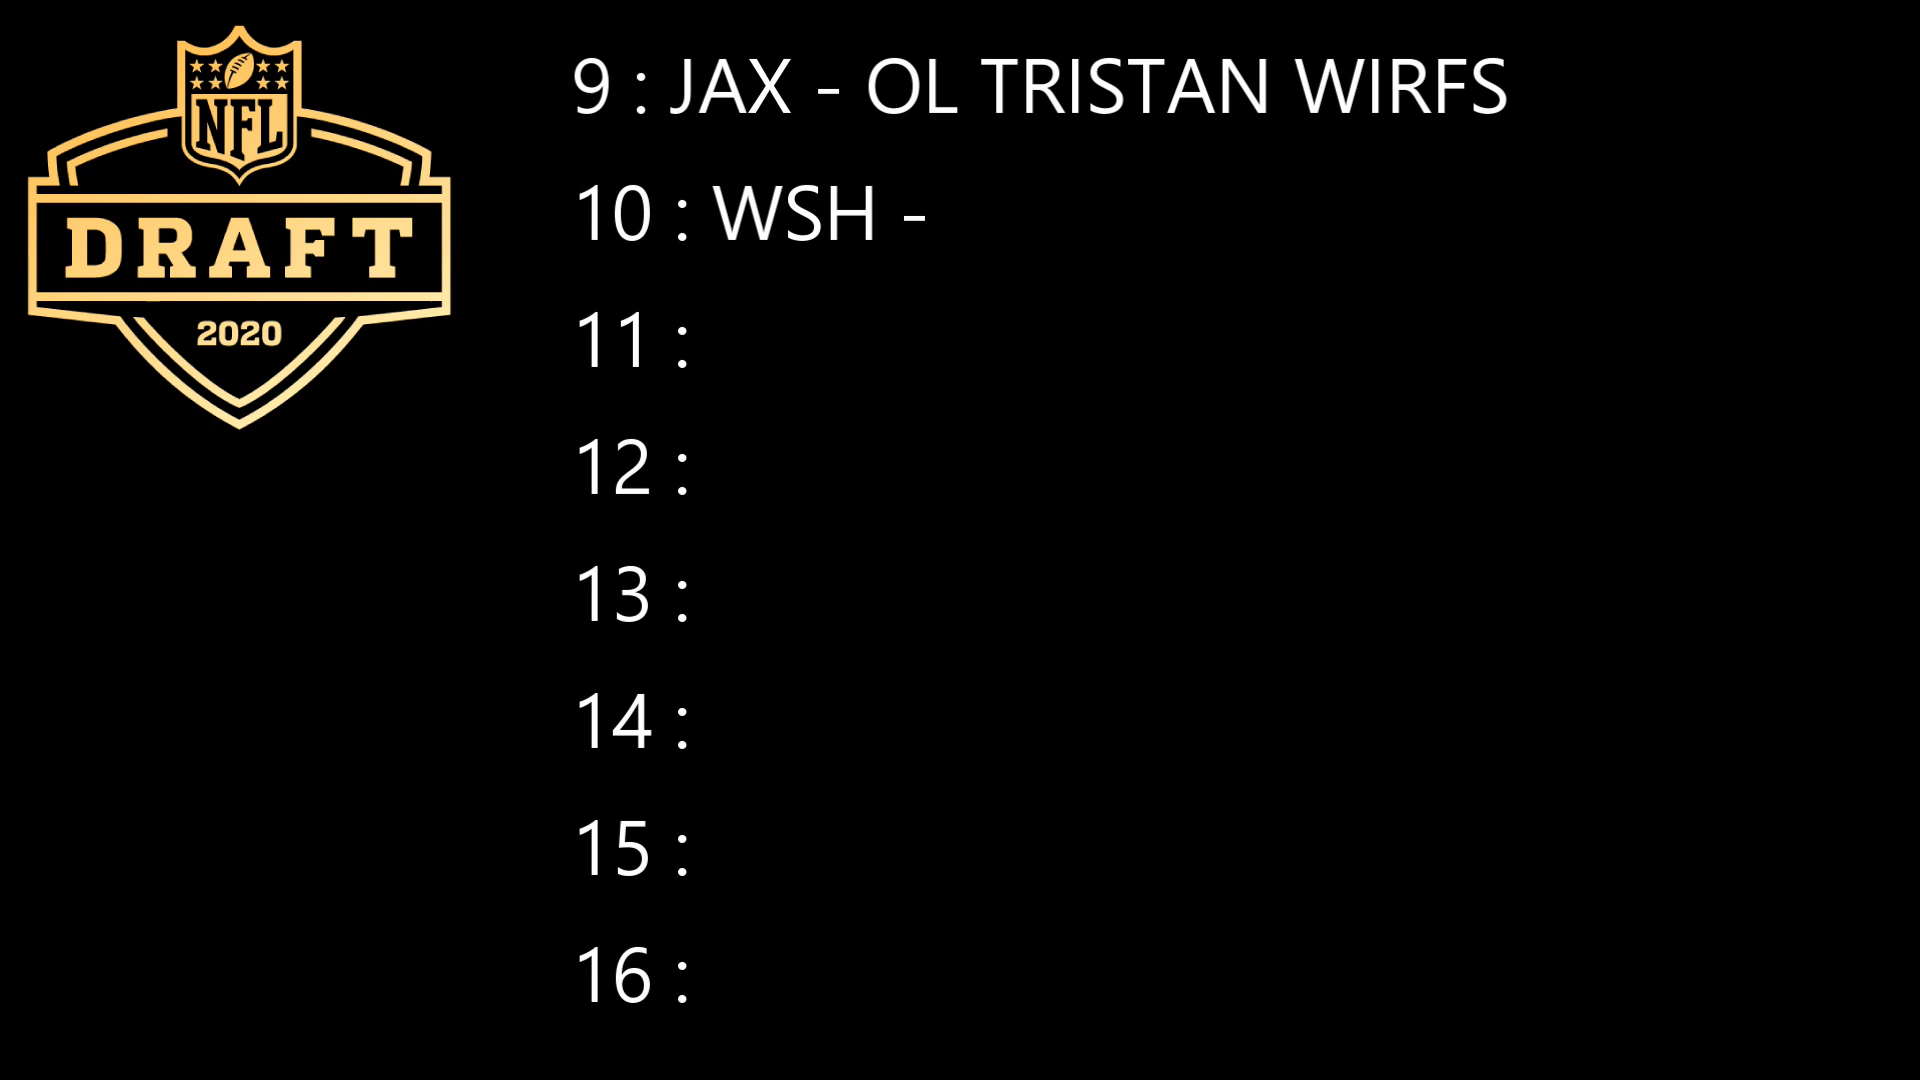 NFL
DRAFT
2020
9 : JAX - OL TRISTAN WIRFS
10 : WSH -
11 :
12 :
13 :
14 :
15 :
16 :